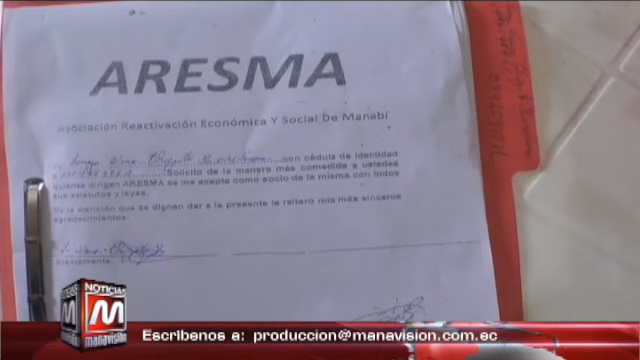 ARESMA
Asociación Reactivación Económica Y Social De Manabí
con cédula de identidad
Solicito de la manera más comedida a ustedes
quienes dirigen ARESMA se me acepte como socio de la misma con todos
sus estatutos y leyes.
De la atención que se dignen dar a la presente le reitero mis más sinceros
agradecimientos.
Atentamente.
NOTICIAS
M
manavisión
Escribenos a: produccion@manavision.com.ec